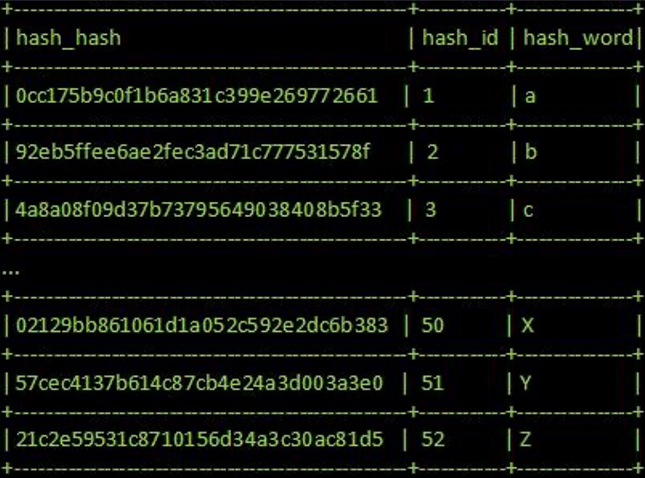 +-----------------------------------------+----------+-------------+
| hash_hash | hash_id | hash_word|
+-----------------------------------------+----------+-------------+
| 0cc175b9c0f1b6a831c399e269772661 | 1 | a |
+-----------------------------------------+----------+-------------+
| 92eb5ffee6ae2fec3ad71c777531578f | 2 | b |
+-----------------------------------------+----------+-------------+
| 4a8a08f09d37b73795649038408b5f33 | 3 | c |
+-----------------------------------------+----------+-------------+
...
+-----------------------------------------+----------+-------------+
| 02129bb861061d1a052c592e2dc6b383 | 50 | X |
+-----------------------------------------+----------+-------------+
| 57cec4137b614c87cb4e24a3d003a3e0 | 51 | Y |
+-----------------------------------------+----------+-------------+
| 21c2e59531c8710156d34a3c30ac81d5 | 52 | Z |
+-----------------------------------------+----------+-------------+